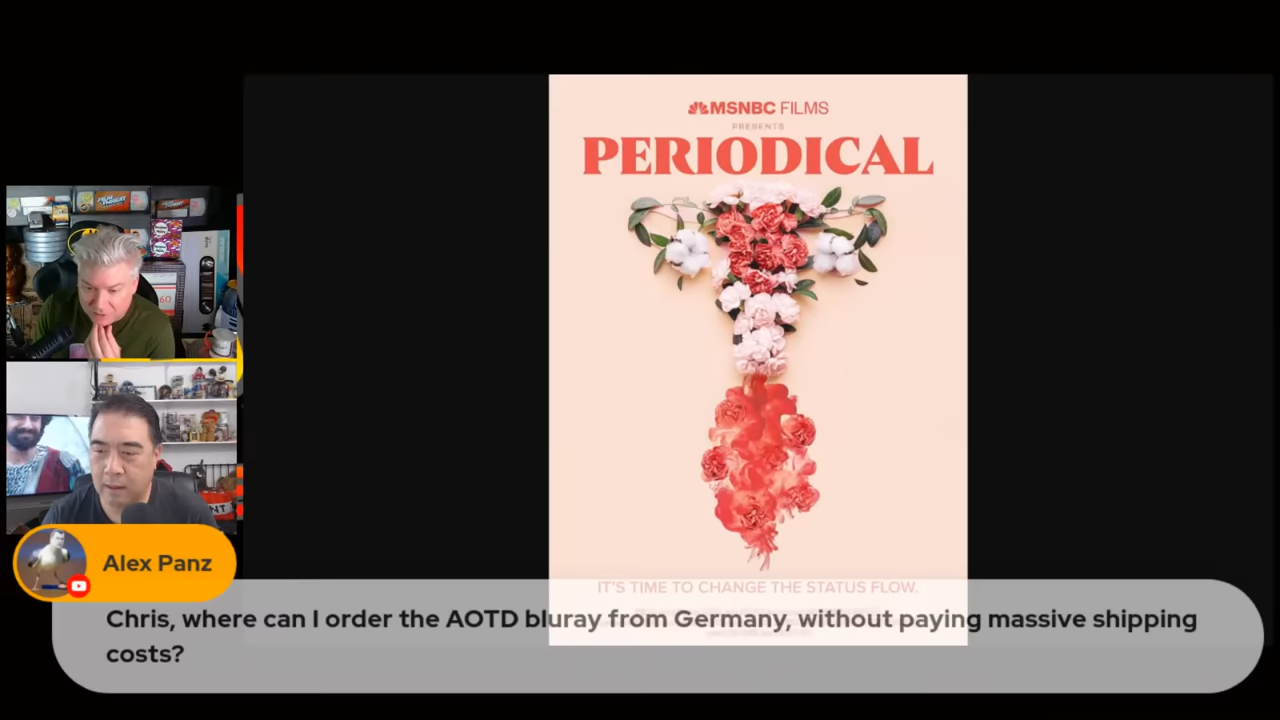 MSNBC FILMS
PRESENTS
PERIODICAL
IT'S TIME TO CHANGE THE STATUS FLOW.
60
Alex Panz
Chris, where can I order the AOTD bluray from Germany, without paying massive shipping
costs?